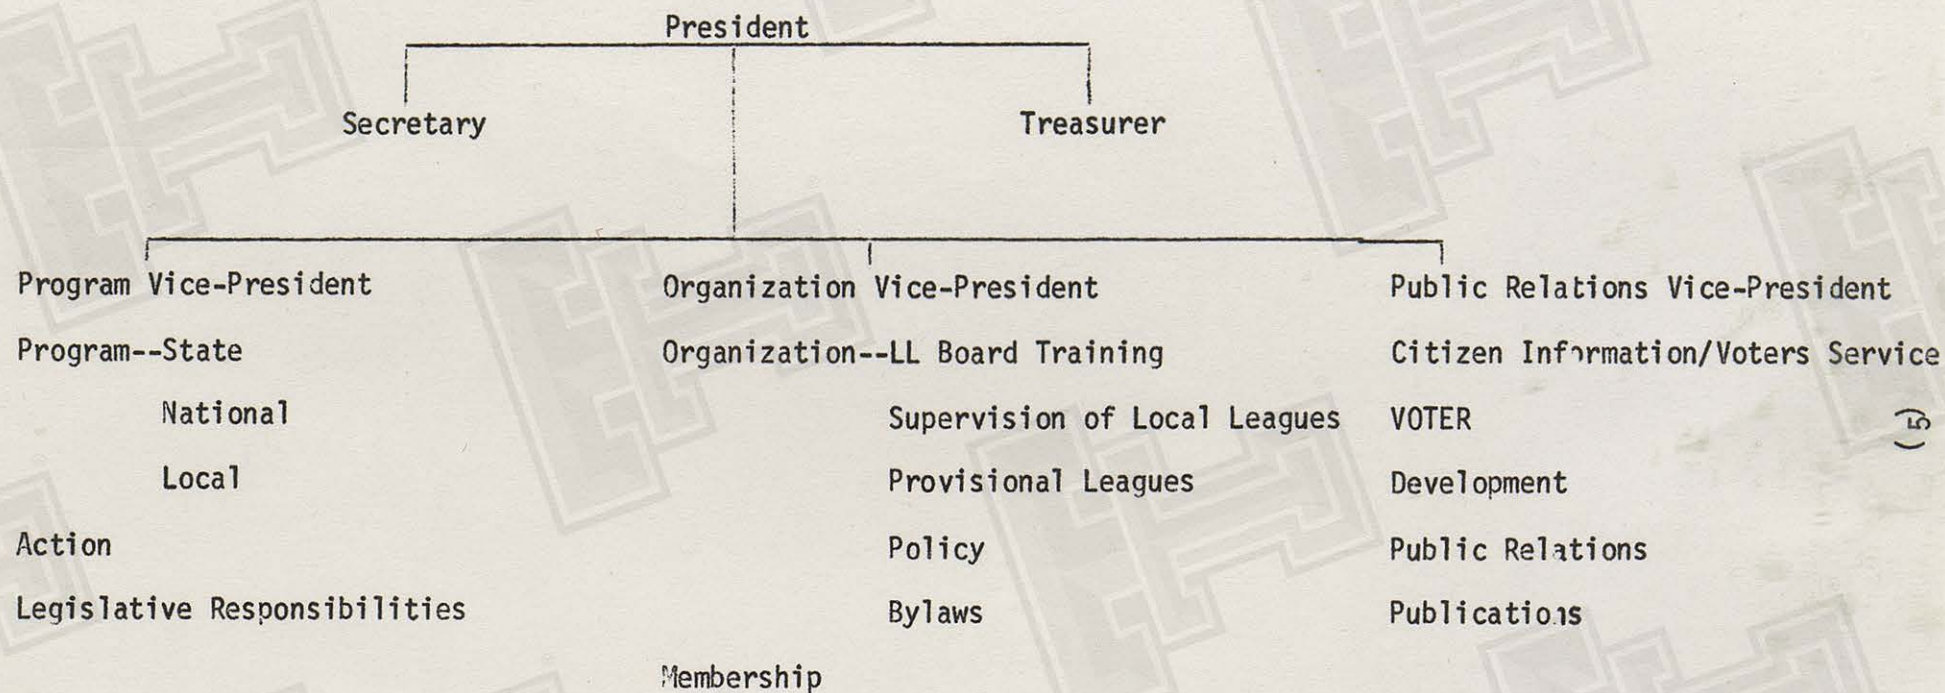 President
Secretary
Treasurer
Program Vice-President
Program--State
National
Local
Action
Legislative Responsibilities
Organization Vice-President
Organization--LL Board Training
Supervision of Local Leagues
Provisional Leagues
Policy
Bylaws
Membership
Public Relations Vice-President
Citizen Information/Voters Service
VOTER
Development
Public Relations
Publications
(5)